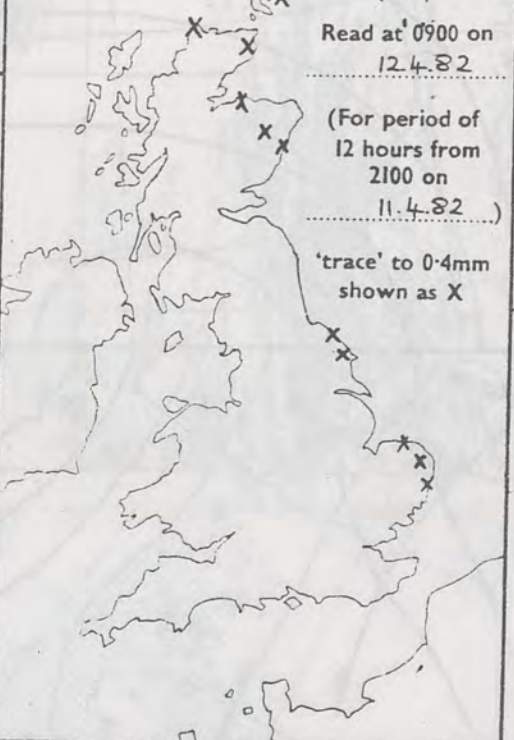 Read at 0900 on
12.4.82
(For period of
12 hours from
2100 on
11.4.82)
'trace' to 0·4mm
shown as X
X
X
X
X
X
X
X
X
X
X